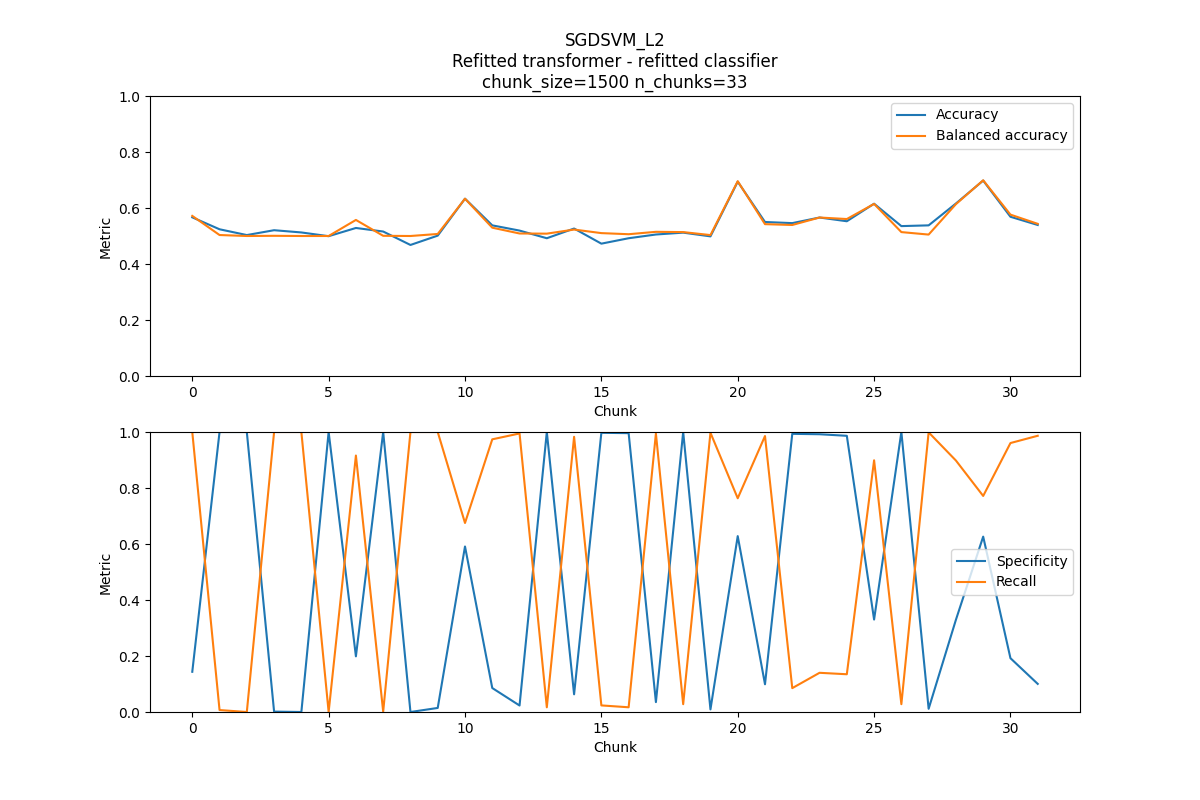 SGDSVM_L2
Refitted transformer - refitted classifier
chunk_size=1500 n_chunks=33
1.0
0.8
0.6
0.4
0.2
0.0
Metric
Accuracy
Balanced accuracy
0 5 10 15 20 25 30
Chunk
1.0
0.8
0.6
0.4
0.2
0.0
Metric
Specificity
Recall
0 5 10 15 20 25 30
Chunk